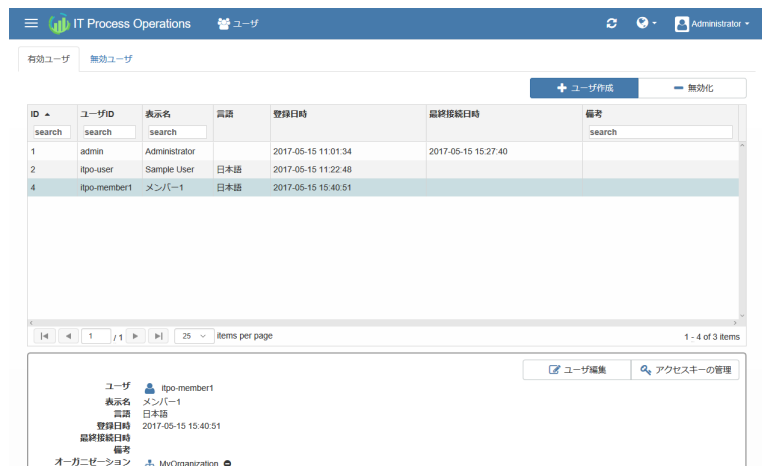 IT Process Operations ユーザ Administrator
有効ユーザ 無効ユーザ
ユーザ作成 無効化
ID ユーザID 表示名 言語 登録日時 最終接続日時 備考
search search search search
1 admin Administrator 2017-05-15 11:01:34 2017-05-15 15:27:40
2 itpo-user Sample User 日本語 2017-05-15 11:22:48
4 itpo-member1 メンバー1 日本語 2017-05-15 15:40:51
1 / 1 25 items per page 1 - 4 of 3 items
ユーザ編集 アクセスキーの管理
ユーザ itpo-member1
表示名 メンバー1
言語 日本語
登録日時 2017-05-15 15:40:51
最終接続日時
備考
オーガニゼーション MyOrganization